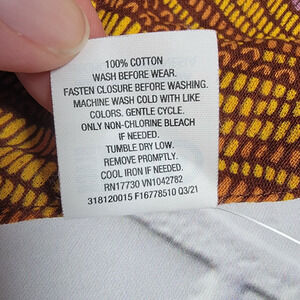 100% COTTON
WASH BEFORE WEAR.
FASTEN CLOSURE BEFORE WASHING.
MACHINE WASH COLD WITH LIKE
COLORS. GENTLE CYCLE.
ONLY NON-CHLORINE BLEACH
IF NEEDED.
TUMBLE DRY LOW.
REMOVE PROMPTLY.
COOL IRON IF NEEDED.
RN17730 VN1042782
318120015 F16778510 Q3/21